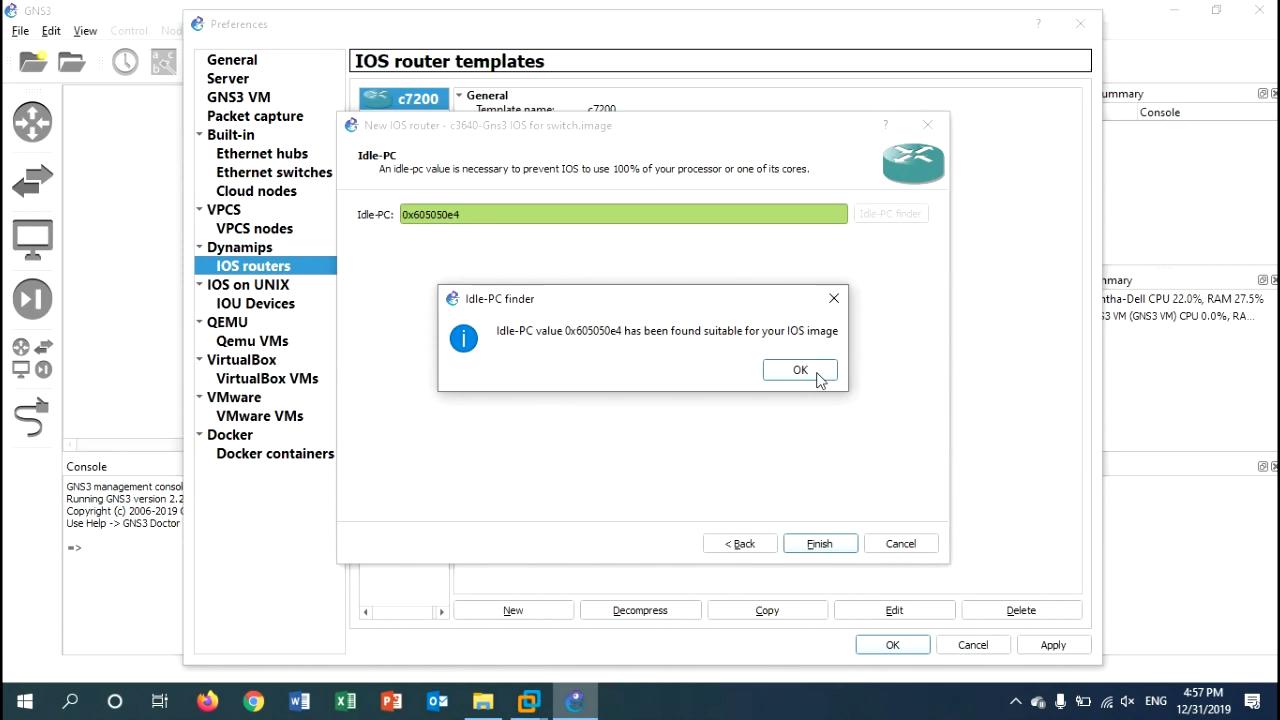 GNS3
File Edit View Control Nod
Preferences
General
Server
GNS3 VM
Packet capture
Built-in
Ethernet hubs
Ethernet switches
Cloud nodes
VPCS
VPCS nodes
Dynamips
IOS routers
IOS on UNIX
IOU Devices
QEMU
Qemu VMs
VirtualBox
VirtualBox VMs
VMware
VMware VMs
Docker
Docker containers
IOS router templates
c7200
General
Template name: c7200
New IOS router - c3640-Gns3 IOS for switch.image
Idle-PC
An idle-pc value is necessary to prevent IOS to use 100% of your processor or one of its cores.
Idle-PC: 0x605050e4 Idle-PC finder
Idle-PC finder
Idle-PC value 0x605050e4 has been found suitable for your IOS image
OK
< Back Finish Cancel
New Decompress Copy Edit Delete
OK Cancel Apply
ummary
Console
mmary
ntha-Dell CPU 22.0%, RAM 27.5%
S3 VM (GNS3 VM) CPU 0.0%, RA...
Console
GNS3 management consol
Running GNS3 version 2.2
Copyright (c) 2006-2019 G
Use Help -> GNS3 Doctor
=>
ENG
4:57 PM
12/31/2019